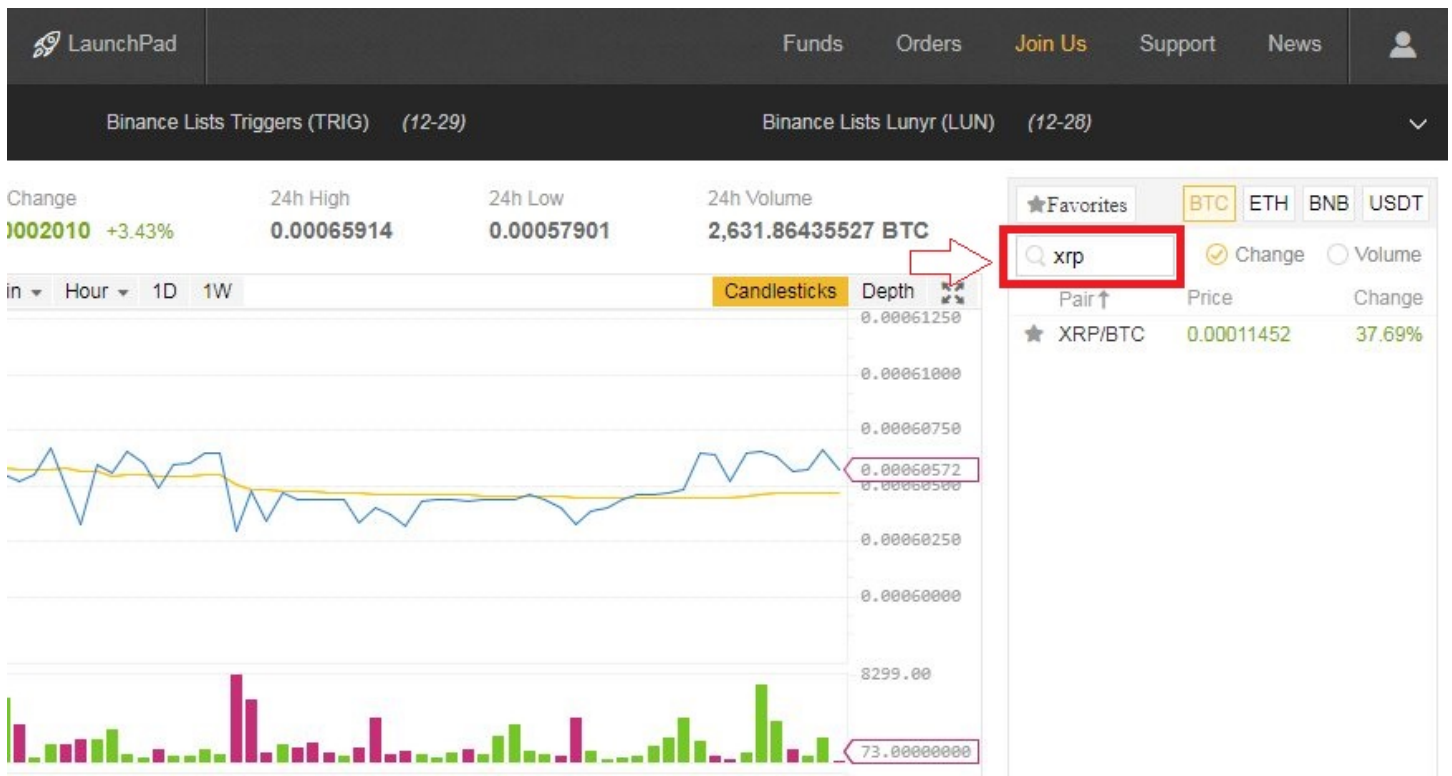 LaunchPad Funds Orders Join Us Support News
Binance Lists Triggers (TRIG) (12-29) Binance Lists Lunyr (LUN) (12-28)
Change 24h High 24h Low 24h Volume
0002010 +3.43% 0.00065914 0.00057901 2,631.86435527 BTC
Favorites BTC ETH BNB USDT
xrp Change Volume
in Hour 1D 1W Candlesticks Depth
Pair Price Change
XRP/BTC 0.00011452 37.69%
0.00061250
0.00061000
0.00060750
0.00060572
0.00060500
0.00060250
0.00060000
8299.00
73.00000000